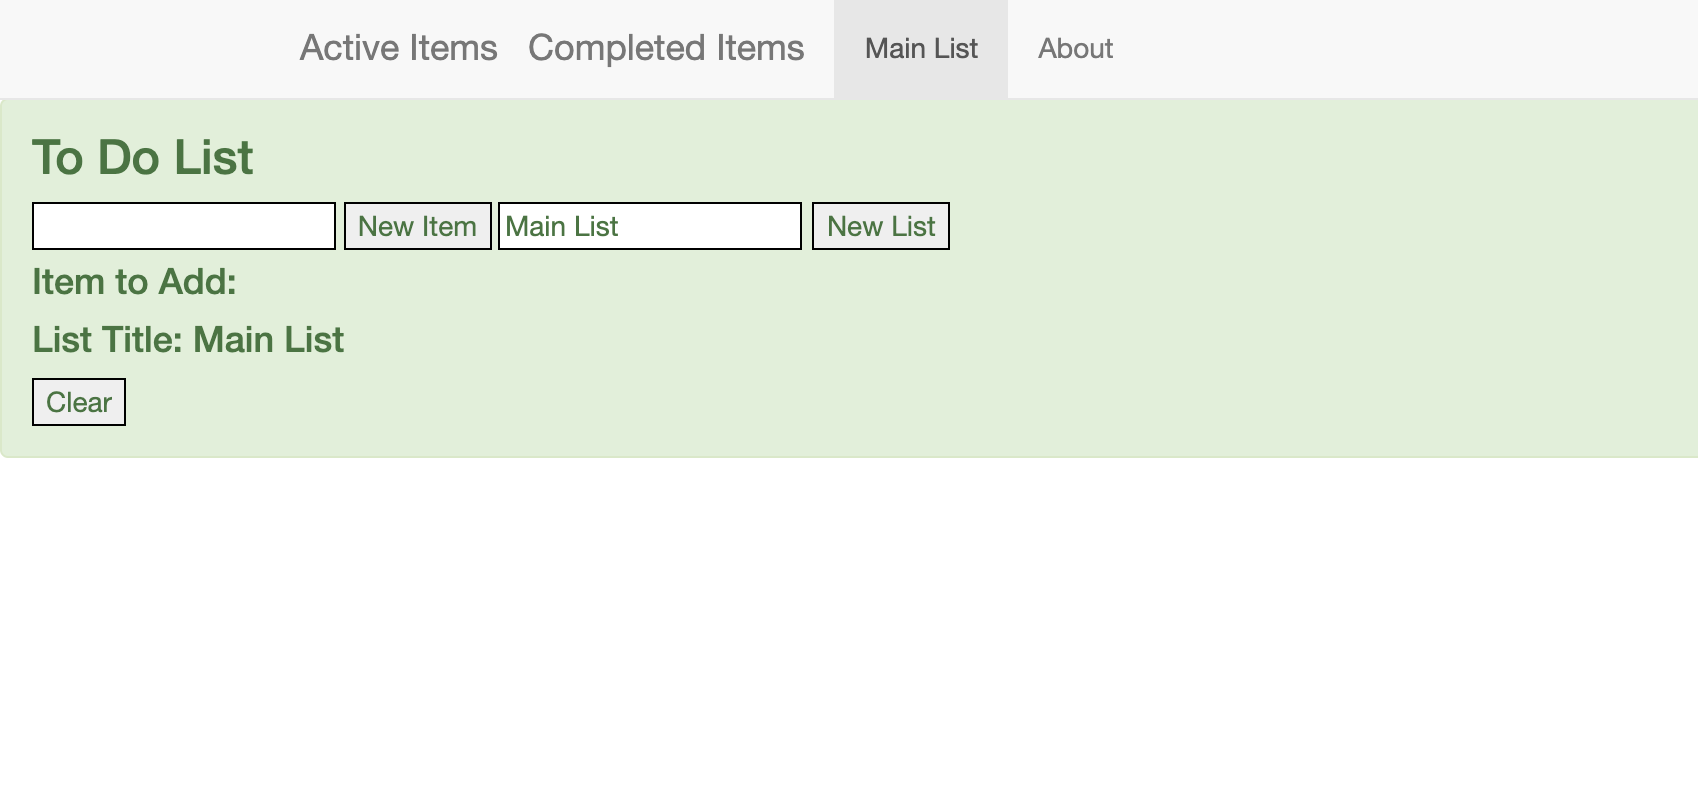 Active Items Completed Items Main List About
To Do List
New Item Main List New List
Item to Add:
List Title: Main List
Clear